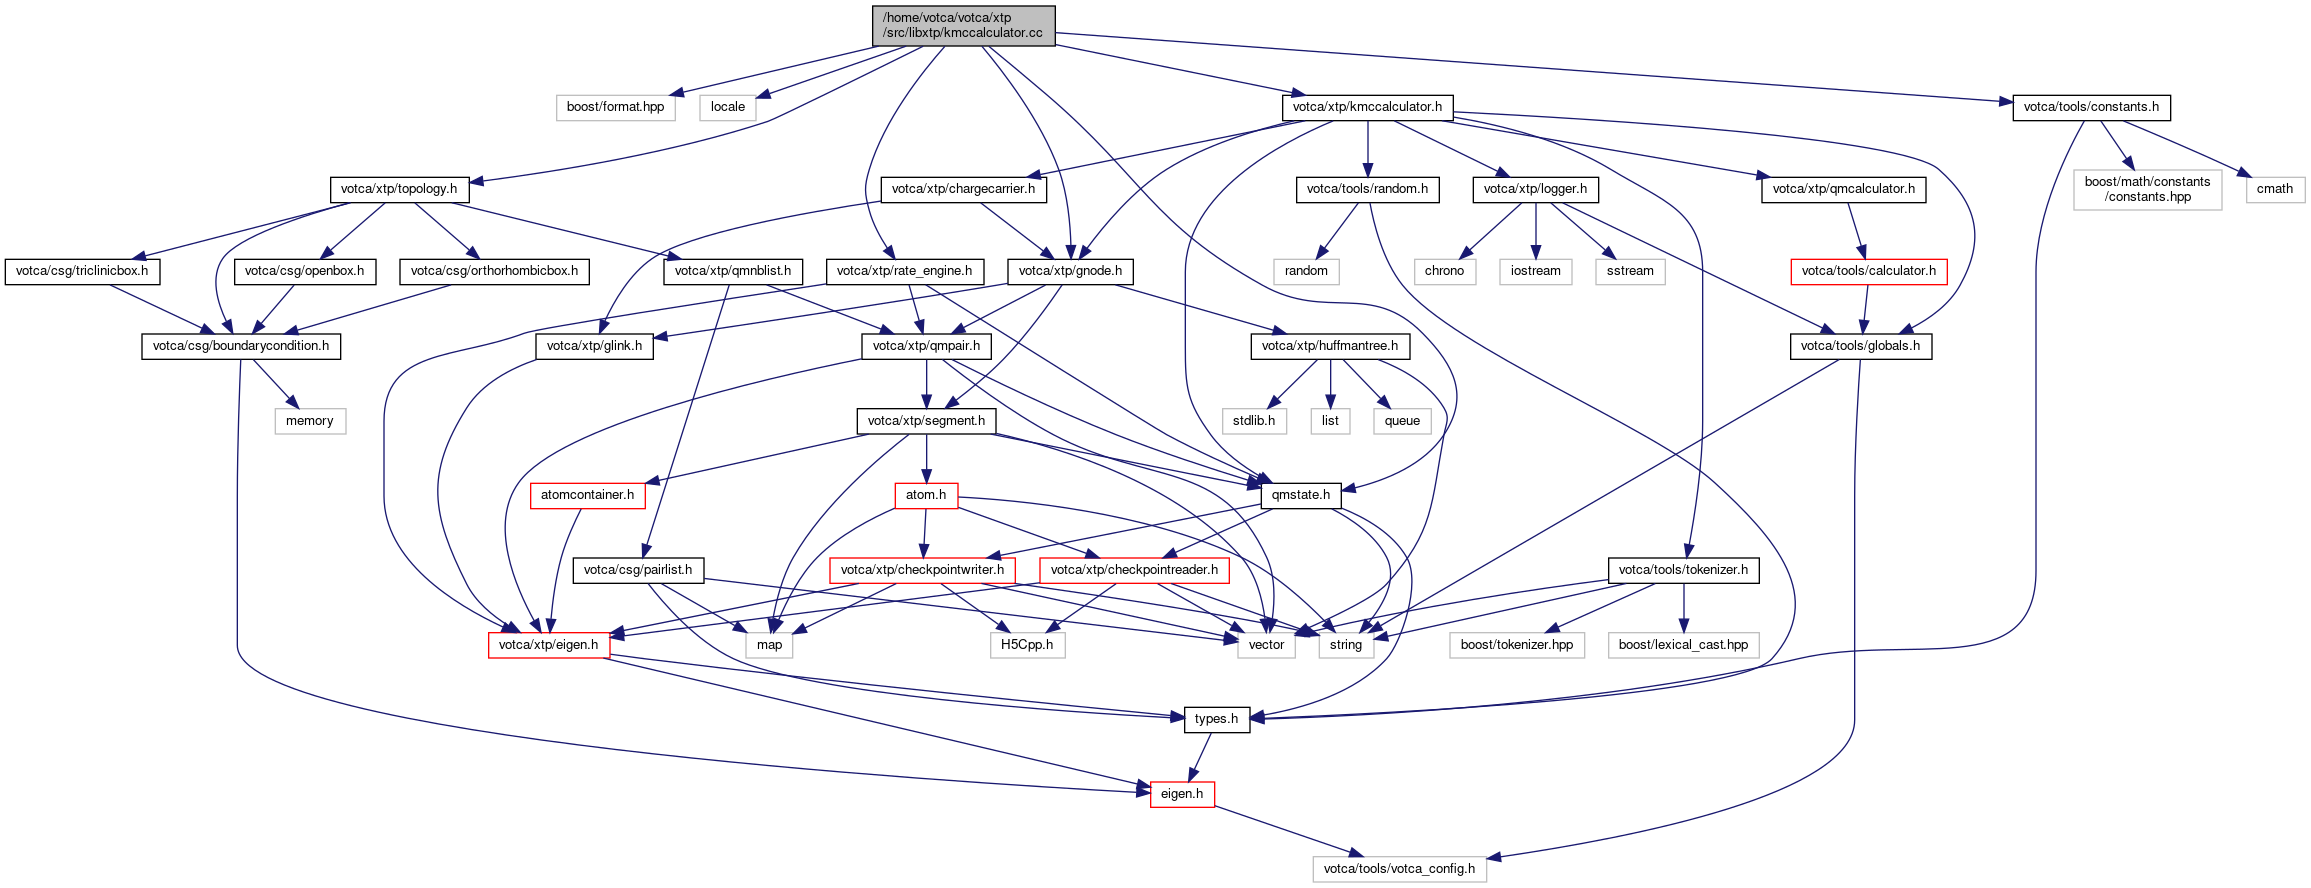 /home/votca/votca/xtp
/src/libxtp/kmccalculator.cc
boost/format.hpp
locale
votca/xtp/kmccalculator.h
votca/tools/constants.h
votca/xtp/topology.h
votca/xtp/chargecarrier.h
votca/tools/random.h
votca/xtp/logger.h
votca/xtp/qmcalculator.h
boost/math/constants
/constants.hpp
cmath
votca/csg/triclinicbox.h
votca/csg/openbox.h
votca/csg/orthorhombicbox.h
votca/xtp/qmnblist.h
votca/xtp/rate_engine.h
votca/xtp/gnode.h
random
chrono
iostream
sstream
votca/tools/calculator.h
votca/csg/boundarycondition.h
votca/xtp/glink.h
votca/xtp/qmpair.h
votca/xtp/huffmantree.h
votca/tools/globals.h
memory
votca/xtp/segment.h
stdlib.h
list
queue
atomcontainer.h
atom.h
qmstate.h
votca/csg/pairlist.h
votca/xtp/checkpointwriter.h
votca/xtp/checkpointreader.h
votca/tools/tokenizer.h
votca/xtp/eigen.h
map
H5Cpp.h
vector
string
boost/tokenizer.hpp
boost/lexical_cast.hpp
types.h
eigen.h
votca/tools/votca_config.h